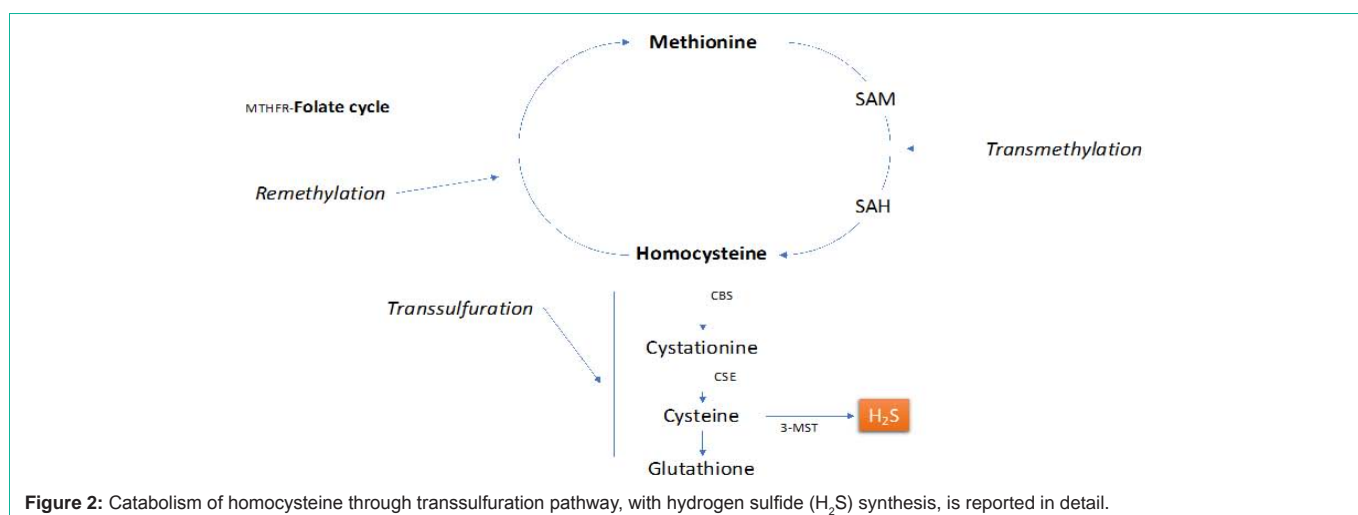 Methionine
SAM
MTHFR-Folate cycle
Transmethylation
Remethylation
SAH
Homocysteine
CBS
Transsulfuration
Cystationine
CSE
Cysteine
H₂S
3-MST
Glutathione
Figure 2: Catabolism of homocysteine through transsulfuration pathway, with hydrogen sulfide (H₂S) synthesis, is reported in detail.